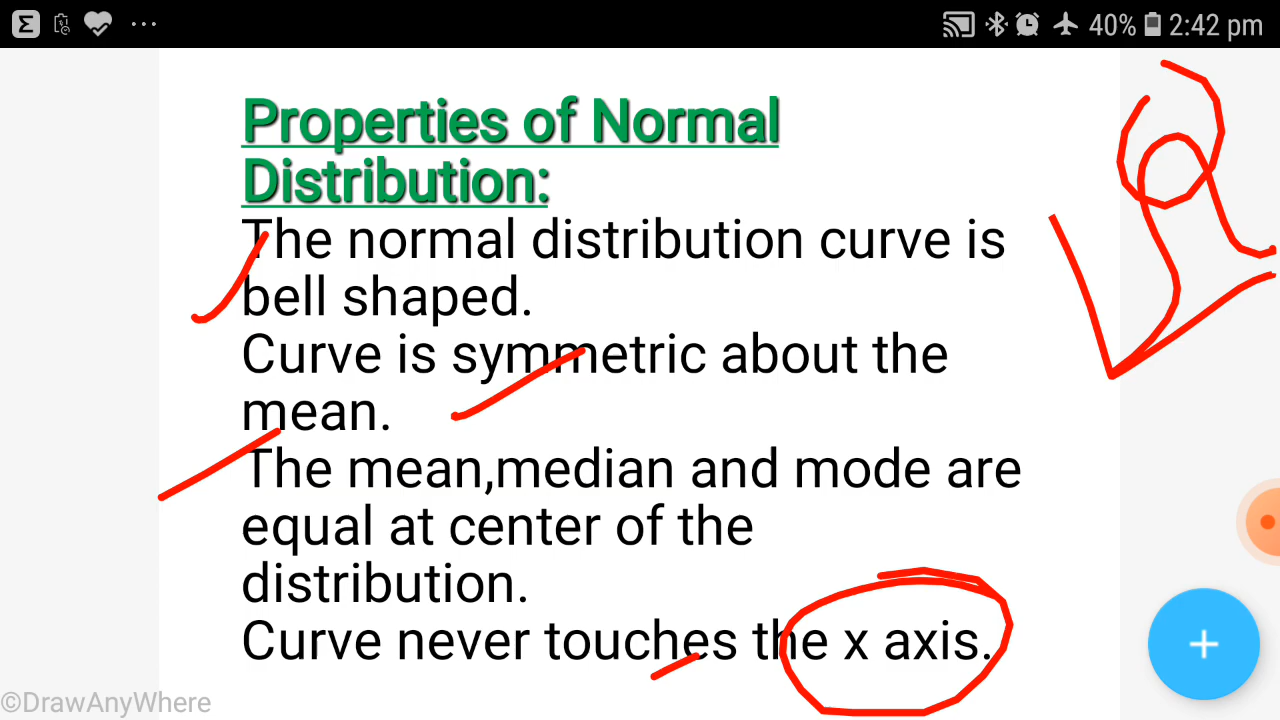 40% 2:42 pm
Properties of Normal
Distribution:
The normal distribution curve is
bell shaped.
Curve is symmetric about the
mean.
The mean,median and mode are
equal at center of the
distribution.
Curve never touches the x axis.
©DrawAnyWhere